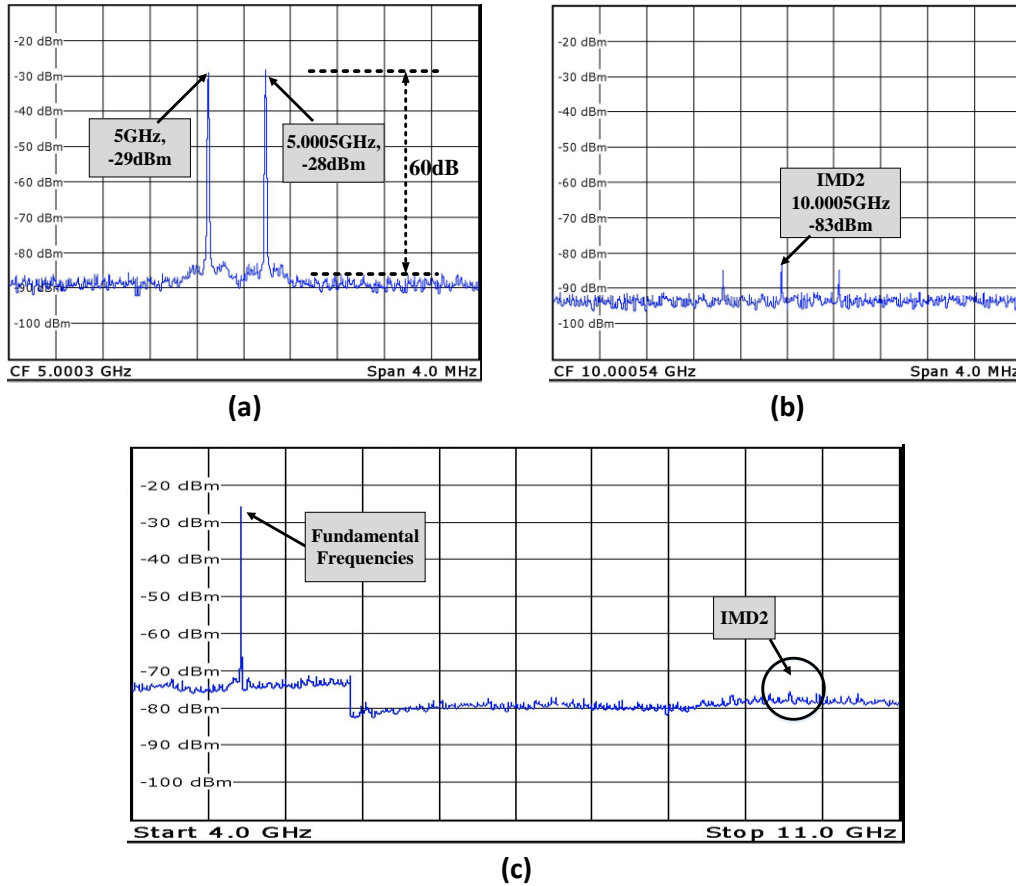 -20 dBm
-30 dBm
-40 dBm
-50 dBm
-60 dBm
-70 dBm
-80 dBm
-90 dBm
-100 dBm
5GHz,
-29dBm
5.0005GHz,
-28dBm
60dB
CF 5.0003 GHz
Span 4.0 MHz
(a)
-20 dBm
-30 dBm
-40 dBm
-50 dBm
-60 dBm
-70 dBm
-80 dBm
-90 dBm
-100 dBm
IMD2
10.0005GHz
-83dBm
CF 10.00054 GHz
Span 4.0 MHz
(b)
-20 dBm
-30 dBm
-40 dBm
-50 dBm
-60 dBm
-70 dBm
-80 dBm
-90 dBm
-100 dBm
Fundamental
Frequencies
IMD2
Start 4.0 GHz
Stop 11.0 GHz
(c)